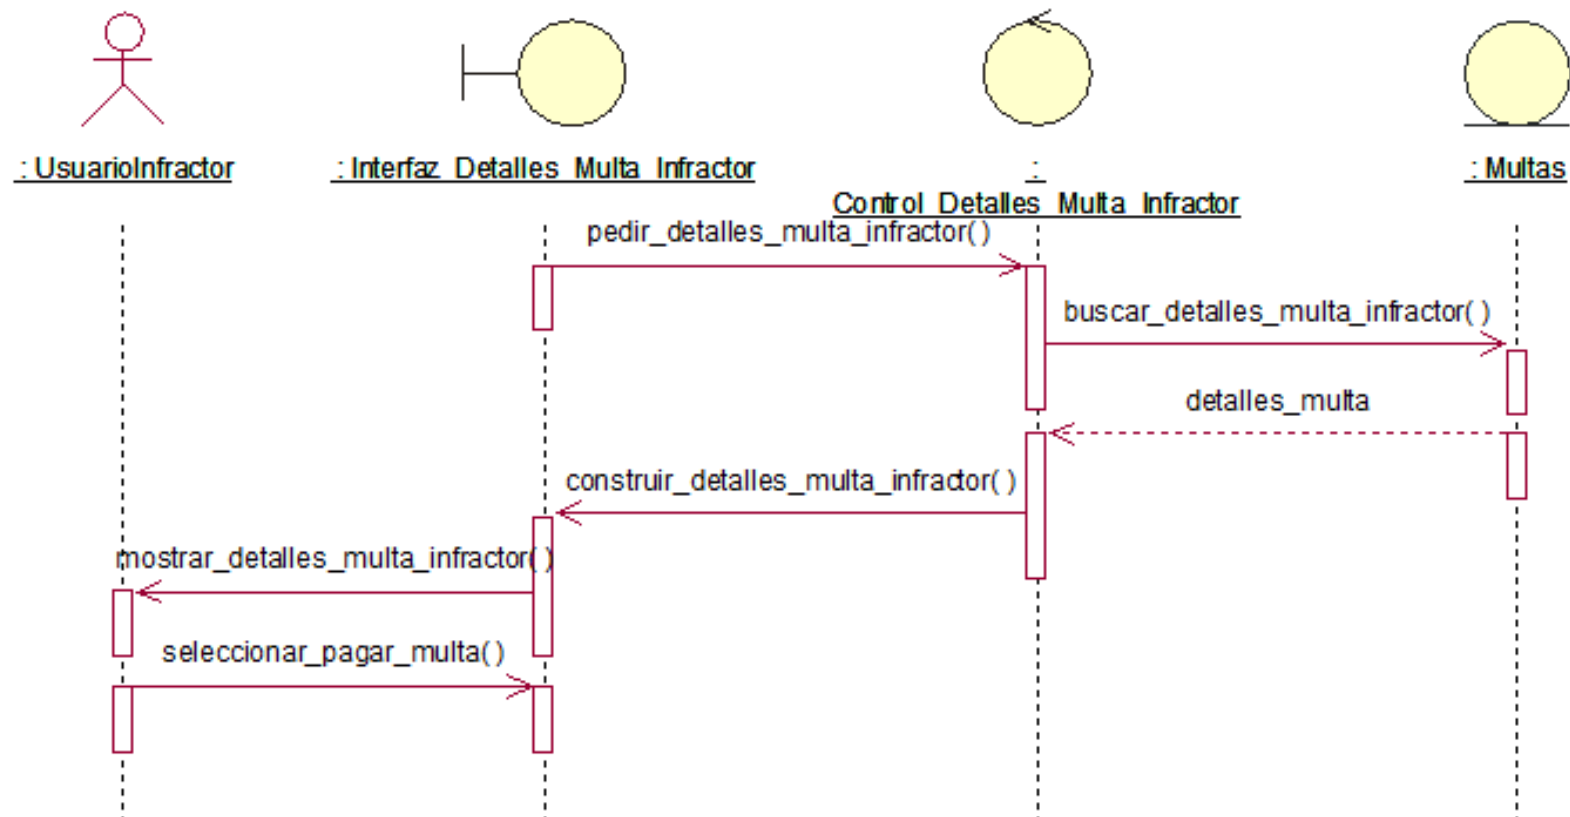 : UsuarioInfractor
: Interfaz_Detalles_Multa_Infractor
:
Control_Detalles_Multa_Infractor
: Multas
pedir_detalles_multa_infractor( )
buscar_detalles_multa_infractor( )
detalles_multa
construir_detalles_multa_infractor( )
mostrar_detalles_multa_infractor( )
seleccionar_pagar_multa( )